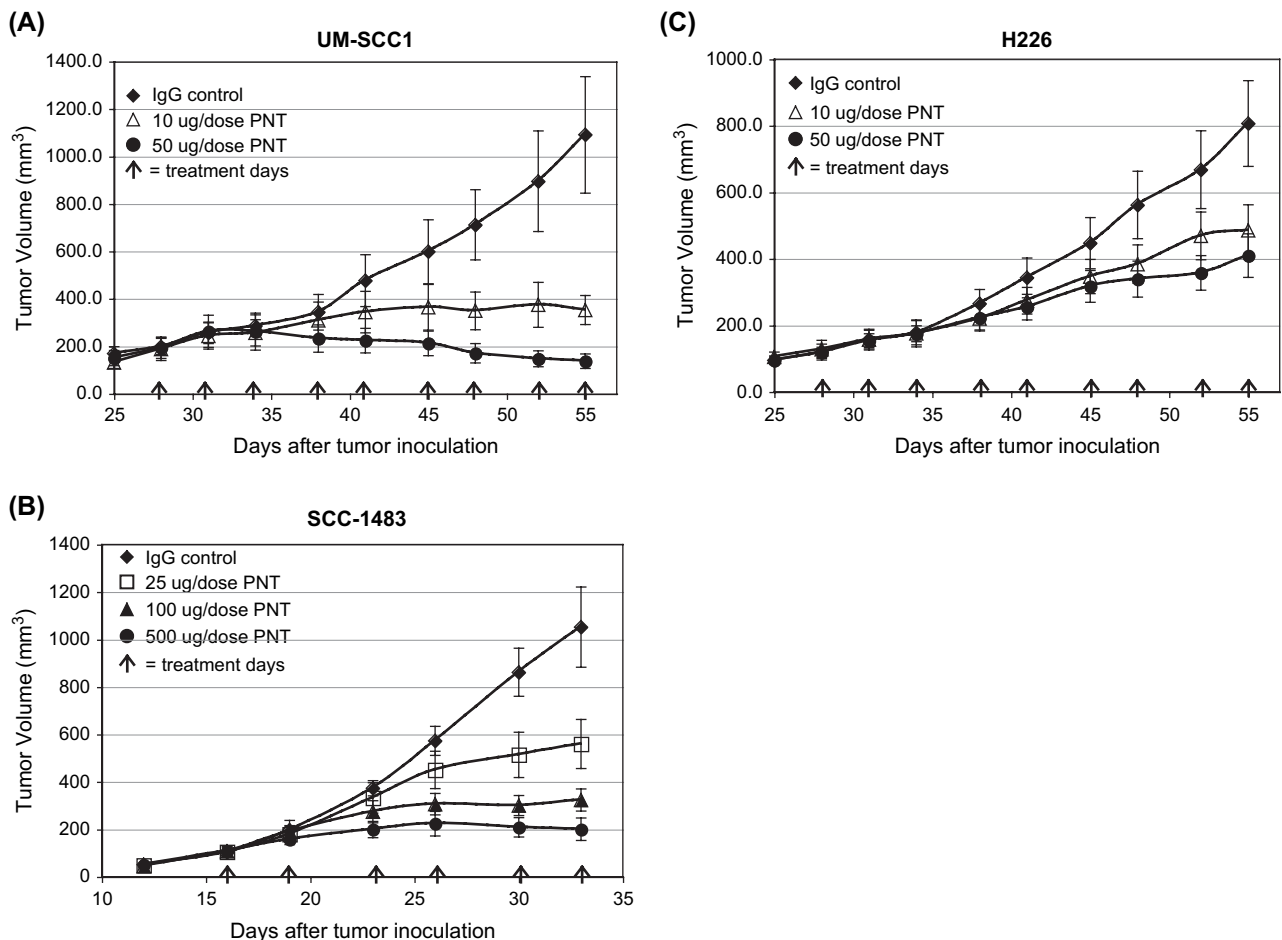 (A)
UM-SCC1
1400.0
1200.0
1000.0
800.0
600.0
400.0
200.0
0.0
Tumor Volume (mm³)
IgG control
10 ug/dose PNT
50 ug/dose PNT
= treatment days
25 30 35 40 45 50 55
Days after tumor inoculation
(C)
H226
1000.0
800.0
600.0
400.0
200.0
0.0
Tumor Volume (mm³)
IgG control
10 ug/dose PNT
50 ug/dose PNT
= treatment days
25 30 35 40 45 50 55
Days after tumor inoculation
(B)
SCC-1483
1400
1200
1000
800
600
400
200
0
Tumor Volume (mm³)
IgG control
25 ug/dose PNT
100 ug/dose PNT
500 ug/dose PNT
= treatment days
10 15 20 25 30 35
Days after tumor inoculation